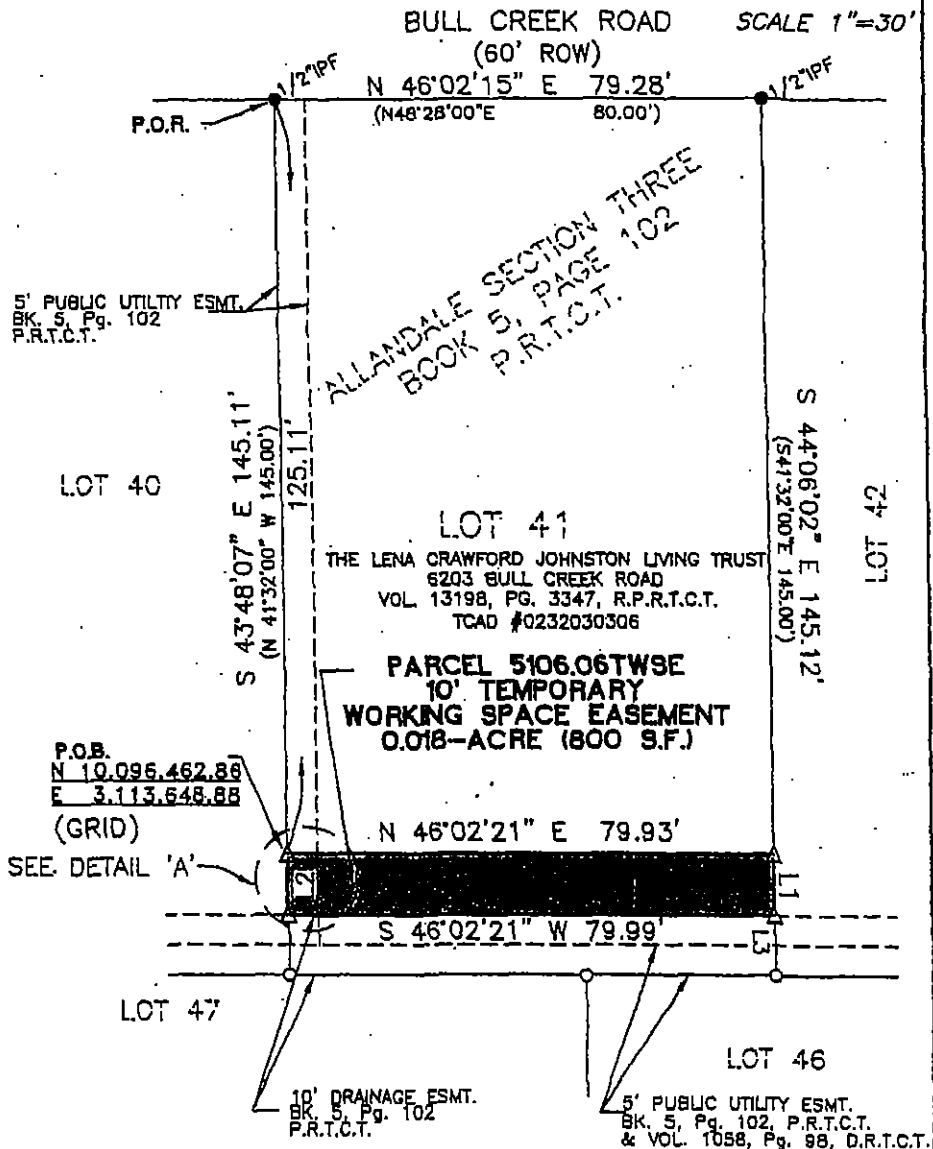 BULL CREEK ROAD
SCALE 1"=30'
(60' ROW)
1/2"IPF
N 46°02'15" E 79.28'
1/2"IPF
(N48°28'00"E 80.00')
P.O.R.
ALLANDALE SECTION THREE
BOOK 5, PAGE 102
P.R.T.C.T.
5' PUBLIC UTILITY ESMT.
BK. 5, Pg. 102
P.R.T.C.T.
S 43°48'07" E 145.11'
(N 41°32'00" W 145.00')
125.11'
S 44°06'02" E 145.12'
(S41°32'00"E 145.00')
LOT 40
LOT 42
LOT 41
THE LENA CRAWFORD JOHNSTON LIVING TRUST
6203 BULL CREEK ROAD
VOL. 13198, PG. 3347, R.P.R.T.C.T.
TCAD #0232030306
PARCEL 5106.06TWSE
10' TEMPORARY
WORKING SPACE EASEMENT
0.018-ACRE (800 S.F.)
P.O.B.
N 10,096,462.86
E 3,113,648.88
(GRID)
SEE DETAIL 'A'
N 46°02'21" E 79.93'
L2
L1
S 46°02'21" W 79.99'
L3
LOT 47
LOT 46
10' DRAINAGE ESMT.
BK. 5, Pg. 102
P.R.T.C.T.
5' PUBLIC UTILITY ESMT.
BK. 5, Pg. 102, P.R.T.C.T.
& VOL. 1058, Pg. 98, D.R.T.C.T.